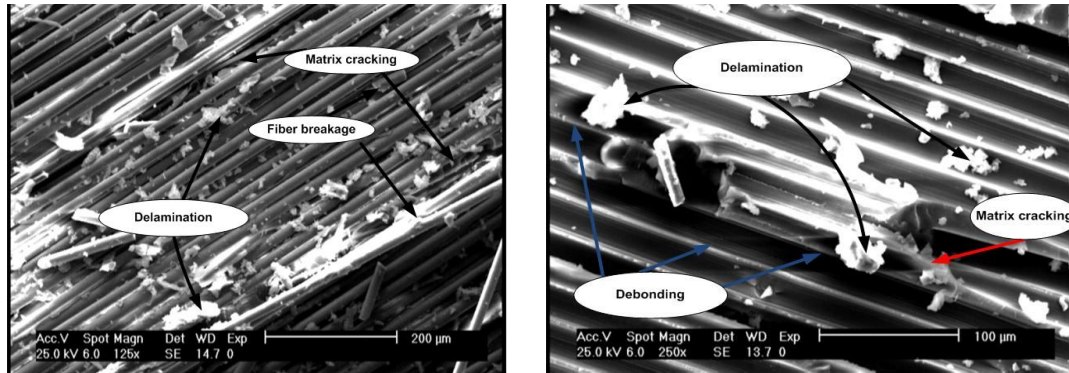 Matrix cracking
Fiber breakage
Delamination
Acc.V Spot Magn Det WD Exp
25.0 kV 6.0 125x SE 14.7 0
200 µm
Delamination
Matrix cracking
Debonding
Acc.V Spot Magn Det WD Exp
25.0 kV 6.0 250x SE 13.7 0
100 µm